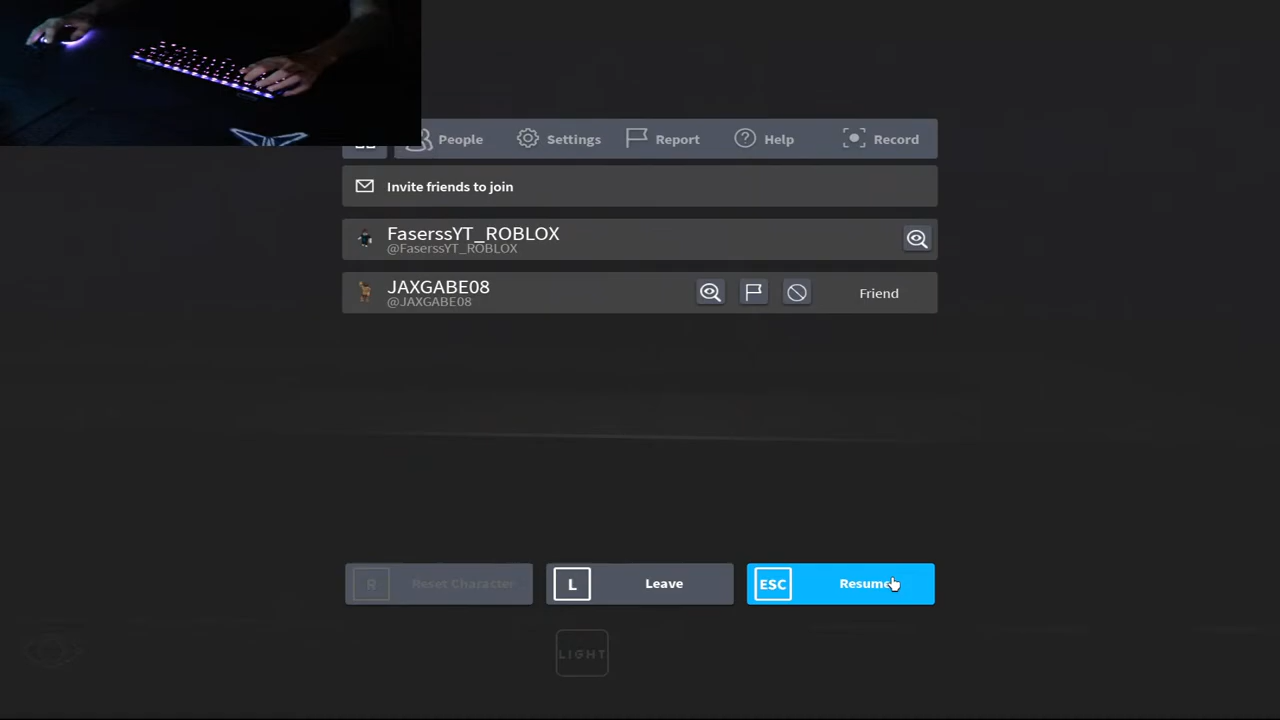 People
Settings
Report
Help
Record
Invite friends to join
FaserssYT_ROBLOX
@FaserssYT_ROBLOX
JAXGABE08
@JAXGABE08
Friend
R Reset Character
L Leave
ESC Resume
LIGHT